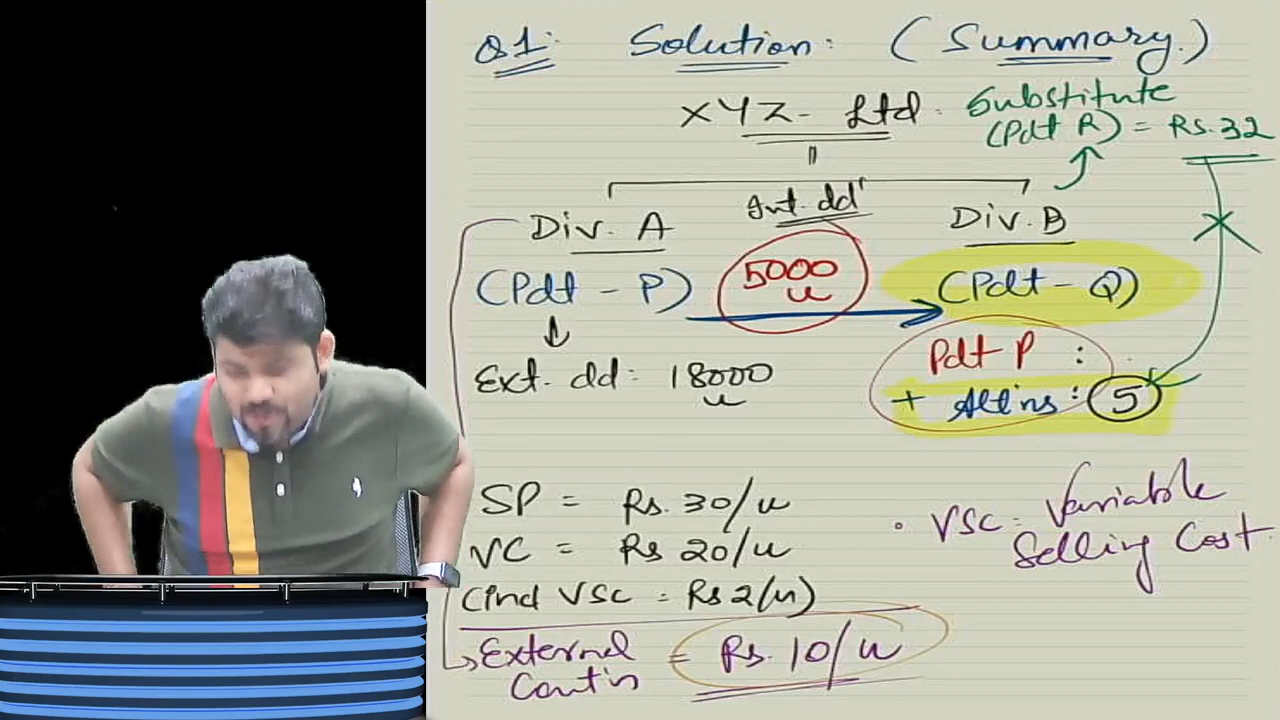 Q1: Solution: (Summary.)
XYZ- Ltd.
Substitute
(Pdt R) = Rs.32
Div. A
Int. dd
Div. B
(Pdt - P)
5000
u
(Pdt - Q)
Ext. dd: 18000
u
Pdt P :
+ Altns : 5
SP = Rs. 30/u
VC = Rs 20/u
(Ind VSC = Rs 2/u)
External = Rs. 10/u
Contn
• VSC = Variable
Selling Cost.